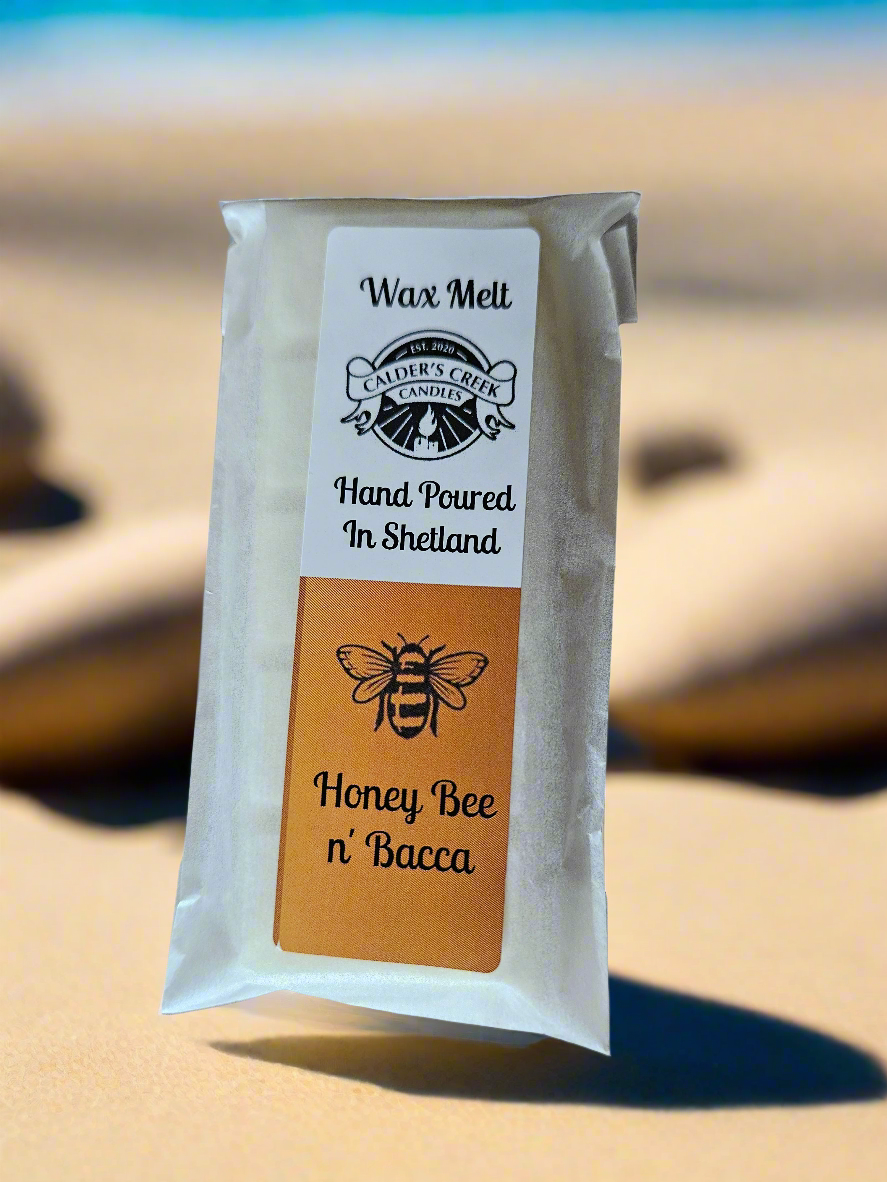 Wax Melt
EST. 2020
CALDER'S CREEK
CANDLES
Hand Poured
In Shetland
Honey Bee
n' Bacca